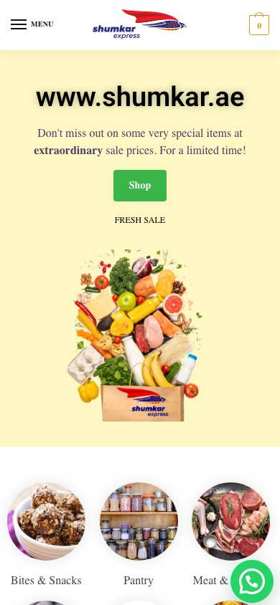 MENU
shumkar
express
0
www.shumkar.ae
Don't miss out on some very special items at
extraordinary sale prices. For a limited time!
Shop
FRESH SALE
shumkar
express
Bites & Snacks
Pantry
Meat &